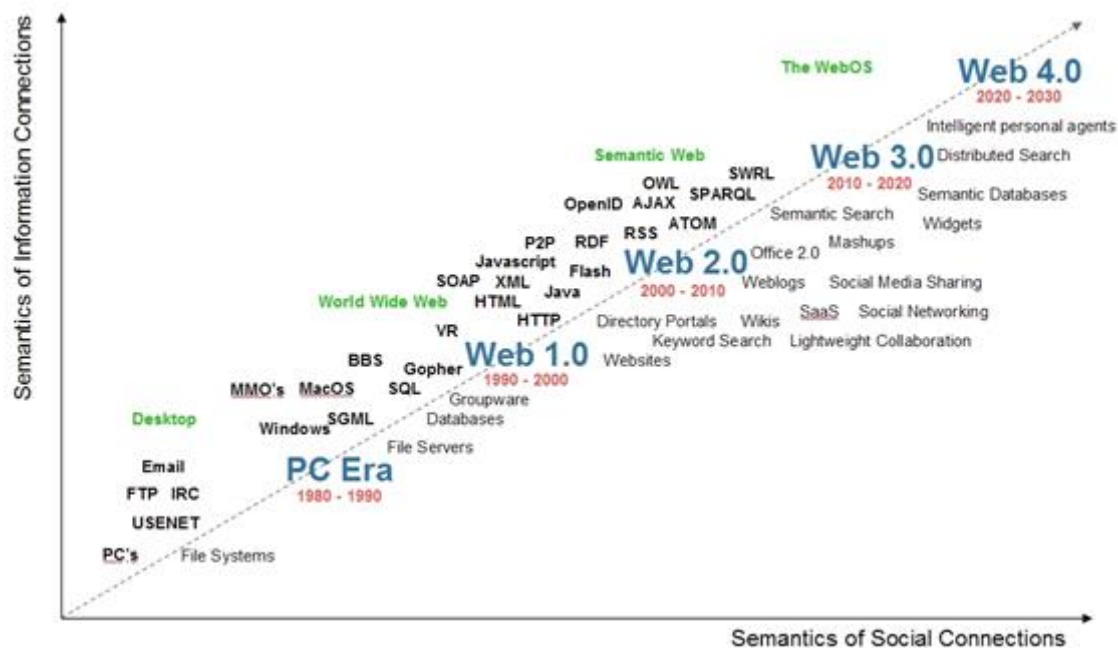 Semantics of Information Connections
The WebOS
Web 4.0
2020 - 2030
Intelligent personal agents
Semantic Web
Web 3.0
Distributed Search
2010 - 2020
SWRL
OWL
SPARQL
Semantic Databases
OpenID
AJAX
Semantic Search
Widgets
ATOM
RSS
P2P
RDF
Mashups
Office 2.0
Javascript
Web 2.0
Flash
SOAP
XML
Weblogs
Social Media Sharing
2000 - 2010
Java
World Wide Web
HTML
SaaS
Social Networking
HTTP
Directory Portals
Wikis
VR
Keyword Search
Lightweight Collaboration
Web 1.0
Websites
BBS
Gopher
1990 - 2000
MMO's
MacOS
SQL
Groupware
Desktop
SGML
Databases
Windows
File Servers
Email
PC Era
FTP
IRC
1980 - 1990
USENET
PC's
File Systems
Semantics of Social Connections